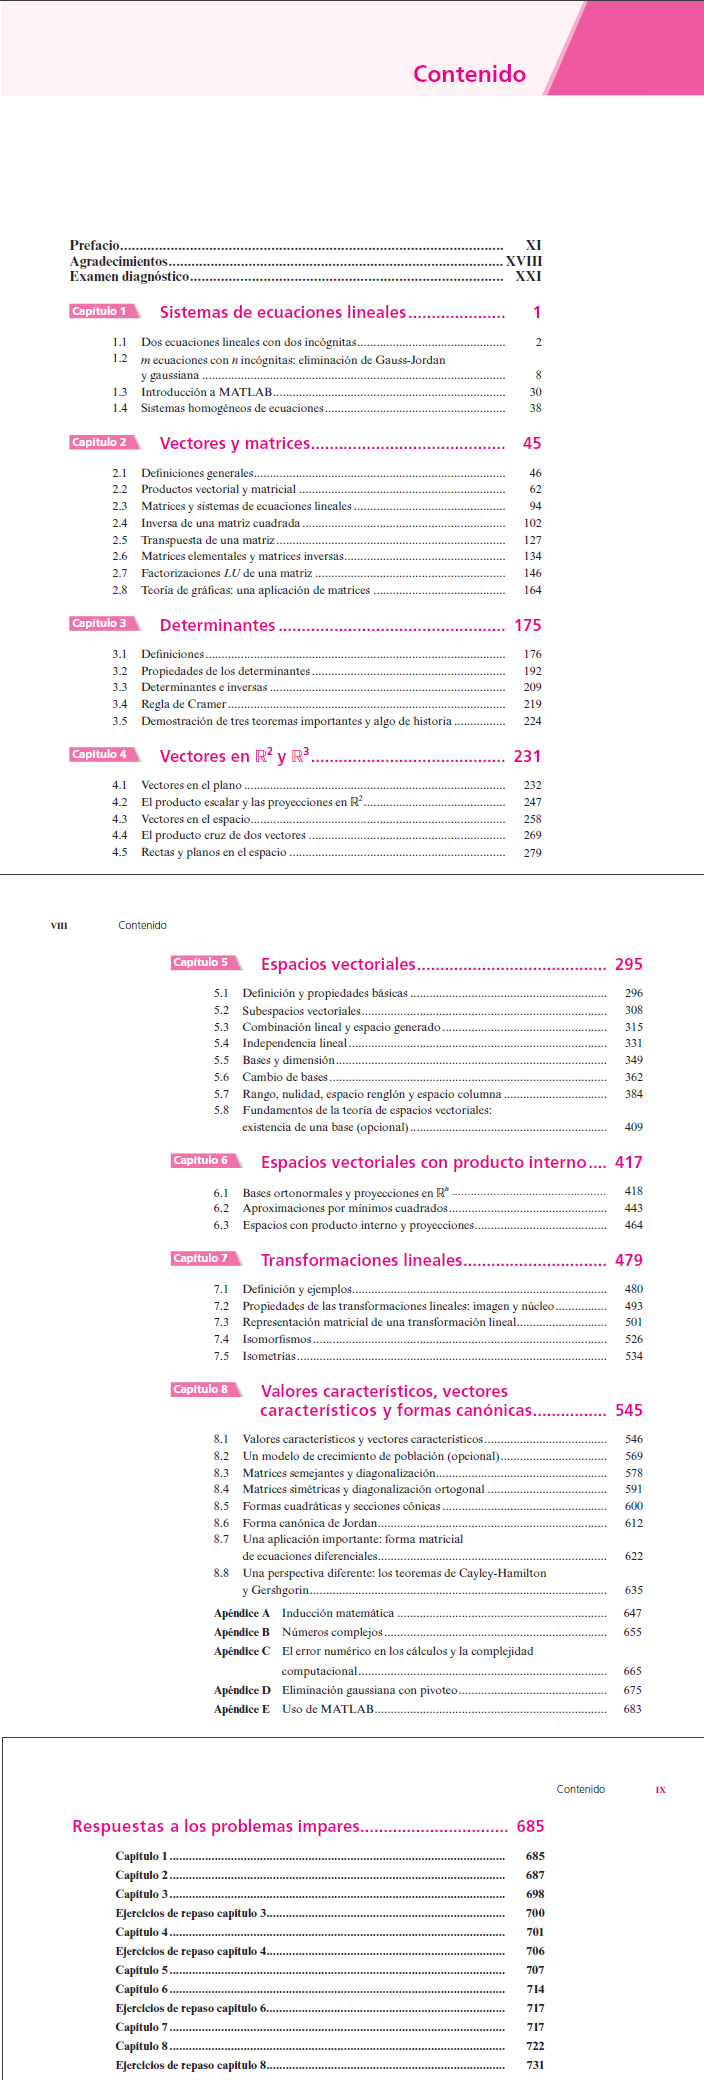 Contenido
Prefacio.................... XI
Agradecimientos.................... XVIII
Examen diagnóstico.................... XXI
Capítulo 1 Sistemas de ecuaciones lineales.................... 1
1.1 Dos ecuaciones lineales con dos incógnitas.................... 2
1.2 m ecuaciones con n incógnitas: eliminación de Gauss-Jordan
y gaussiana .................... 8
1.3 Introducción a MATLAB.................... 30
1.4 Sistemas homogéneos de ecuaciones.................... 38
Capítulo 2 Vectores y matrices.................... 45
2.1 Definiciones generales.................... 46
2.2 Productos vectorial y matricial .................... 62
2.3 Matrices y sistemas de ecuaciones lineales .................... 94
2.4 Inversa de una matriz cuadrada .................... 102
2.5 Transpuesta de una matriz .................... 127
2.6 Matrices elementales y matrices inversas.................... 134
2.7 Factorizaciones LU de una matriz .................... 146
2.8 Teoría de gráficas: una aplicación de matrices .................... 164
Capítulo 3 Determinantes .................... 175
3.1 Definiciones.................... 176
3.2 Propiedades de los determinantes .................... 192
3.3 Determinantes e inversas .................... 209
3.4 Regla de Cramer.................... 219
3.5 Demostración de tres teoremas importantes y algo de historia .................... 224
Capítulo 4 Vectores en ℝ² y ℝ³.................... 231
4.1 Vectores en el plano .................... 232
4.2 El producto escalar y las proyecciones en ℝ².................... 247
4.3 Vectores en el espacio.................... 258
4.4 El producto cruz de dos vectores .................... 269
4.5 Rectas y planos en el espacio .................... 279
VIII Contenido
Capítulo 5 Espacios vectoriales.................... 295
5.1 Definición y propiedades básicas .................... 296
5.2 Subespacios vectoriales.................... 308
5.3 Combinación lineal y espacio generado .................... 315
5.4 Independencia lineal .................... 331
5.5 Bases y dimensión.................... 349
5.6 Cambio de bases.................... 362
5.7 Rango, nulidad, espacio renglón y espacio columna .................... 384
5.8 Fundamentos de la teoría de espacios vectoriales:
existencia de una base (opcional).................... 409
Capítulo 6 Espacios vectoriales con producto interno.... 417
6.1 Bases ortonormales y proyecciones en ℝⁿ .................... 418
6.2 Aproximaciones por mínimos cuadrados.................... 443
6.3 Espacios con producto interno y proyecciones.................... 464
Capítulo 7 Transformaciones lineales.................... 479
7.1 Definición y ejemplos.................... 480
7.2 Propiedades de las transformaciones lineales: imagen y núcleo.................... 493
7.3 Representación matricial de una transformación lineal.................... 501
7.4 Isomorfismos .................... 526
7.5 Isometrías.................... 534
Capítulo 8 Valores característicos, vectores
característicos y formas canónicas.................... 545
8.1 Valores característicos y vectores característicos.................... 546
8.2 Un modelo de crecimiento de población (opcional).................... 569
8.3 Matrices semejantes y diagonalización.................... 578
8.4 Matrices simétricas y diagonalización ortogonal .................... 591
8.5 Formas cuadráticas y secciones cónicas .................... 600
8.6 Forma canónica de Jordan.................... 612
8.7 Una aplicación importante: forma matricial
de ecuaciones diferenciales.................... 622
8.8 Una perspectiva diferente: los teoremas de Cayley-Hamilton
y Gershgorin.................... 635
Apéndice A Inducción matemática .................... 647
Apéndice B Números complejos.................... 655
Apéndice C El error numérico en los cálculos y la complejidad
computacional.................... 665
Apéndice D Eliminación gaussiana con pivoteo.................... 675
Apéndice E Uso de MATLAB.................... 683
Contenido IX
Respuestas a los problemas impares.................... 685
Capítulo 1 .................... 685
Capítulo 2 .................... 687
Capítulo 3 .................... 698
Ejercicios de repaso capítulo 3.................... 700
Capítulo 4 .................... 701
Ejercicios de repaso capítulo 4.................... 706
Capítulo 5 .................... 707
Capítulo 6 .................... 714
Ejercicios de repaso capítulo 6.................... 717
Capítulo 7 .................... 717
Capítulo 8 .................... 722
Ejercicios de repaso capítulo 8.................... 731